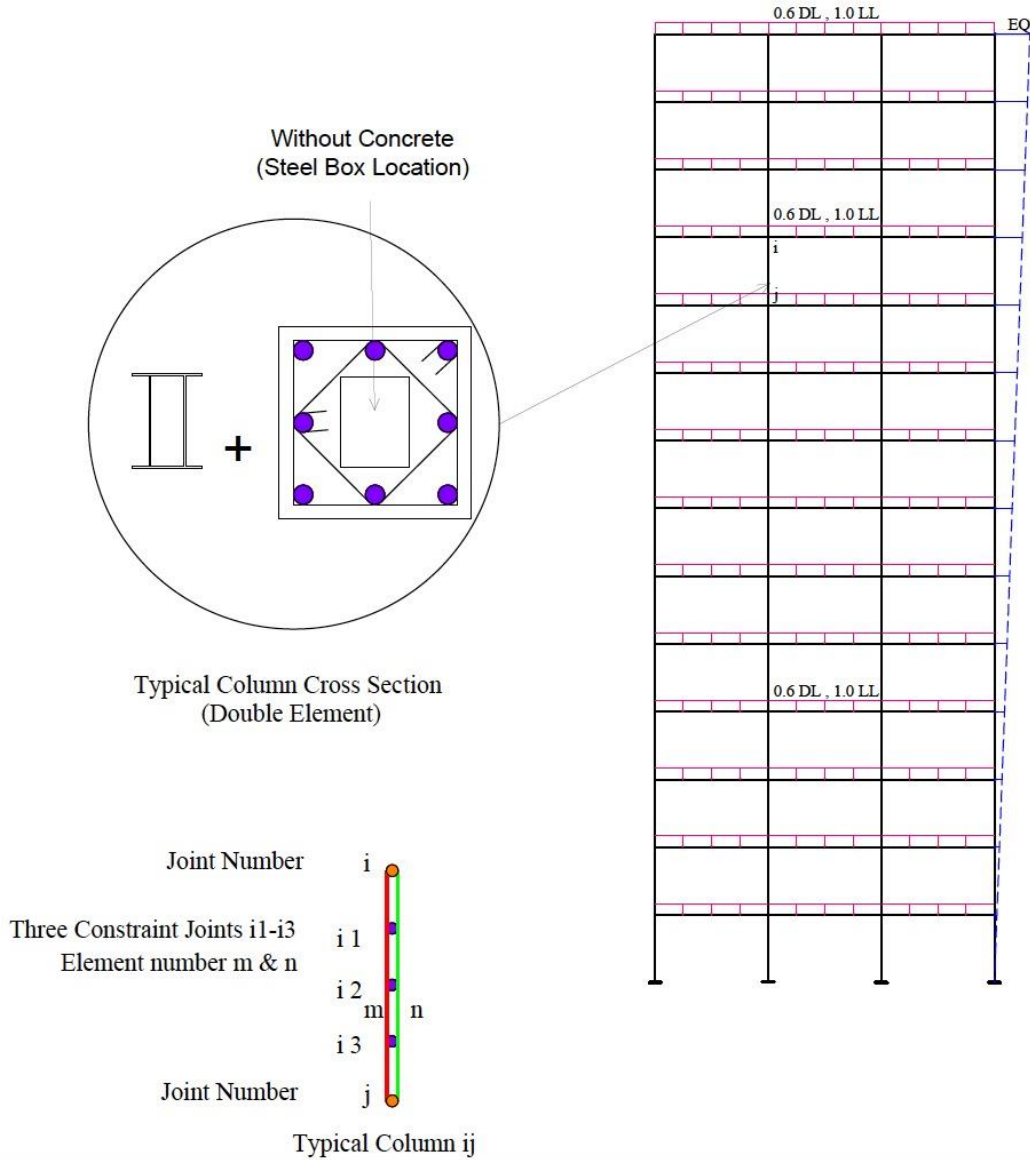 0.6 DL , 1.0 LL
EQ
Without Concrete
(Steel Box Location)
0.6 DL , 1.0 LL
i
j
+
Typical Column Cross Section
(Double Element)
0.6 DL , 1.0 LL
Joint Number i
Three Constraint Joints i1-i3
i 1
Element number m & n
i 2
m n
i 3
Joint Number j
Typical Column ij